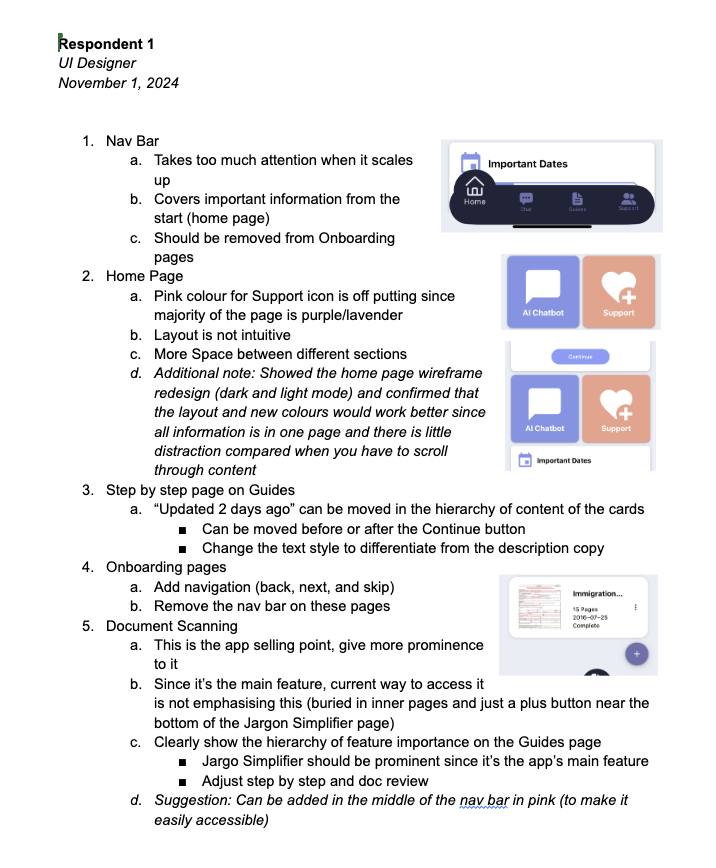 Respondent 1
UI Designer
November 1, 2024
1. Nav Bar
a. Takes too much attention when it scales
up
b. Covers important information from the
start (home page)
c. Should be removed from Onboarding
pages
Important Dates
Home
Chat
Guides
Support
2. Home Page
a. Pink colour for Support icon is off putting since
majority of the page is purple/lavender
b. Layout is not intuitive
c. More Space between different sections
d. Additional note: Showed the home page wireframe
redesign (dark and light mode) and confirmed that
the layout and new colours would work better since
all information is in one page and there is little
distraction compared when you have to scroll
through content
AI Chatbot
Support
Continue
AI Chatbot
Support
Important Dates
3. Step by step page on Guides
a. “Updated 2 days ago” can be moved in the hierarchy of content of the cards
■ Can be moved before or after the Continue button
■ Change the text style to differentiate from the description copy
4. Onboarding pages
a. Add navigation (back, next, and skip)
b. Remove the nav bar on these pages
Immigration...
15 Pages
2016-07-25
Complete
+
5. Document Scanning
a. This is the app selling point, give more prominence
to it
b. Since it’s the main feature, current way to access it
is not emphasising this (buried in inner pages and just a plus button near the
bottom of the Jargon Simplifier page)
c. Clearly show the hierarchy of feature importance on the Guides page
■ Jargo Simplifier should be prominent since it’s the app’s main feature
■ Adjust step by step and doc review
d. Suggestion: Can be added in the middle of the nav bar in pink (to make it
easily accessible)